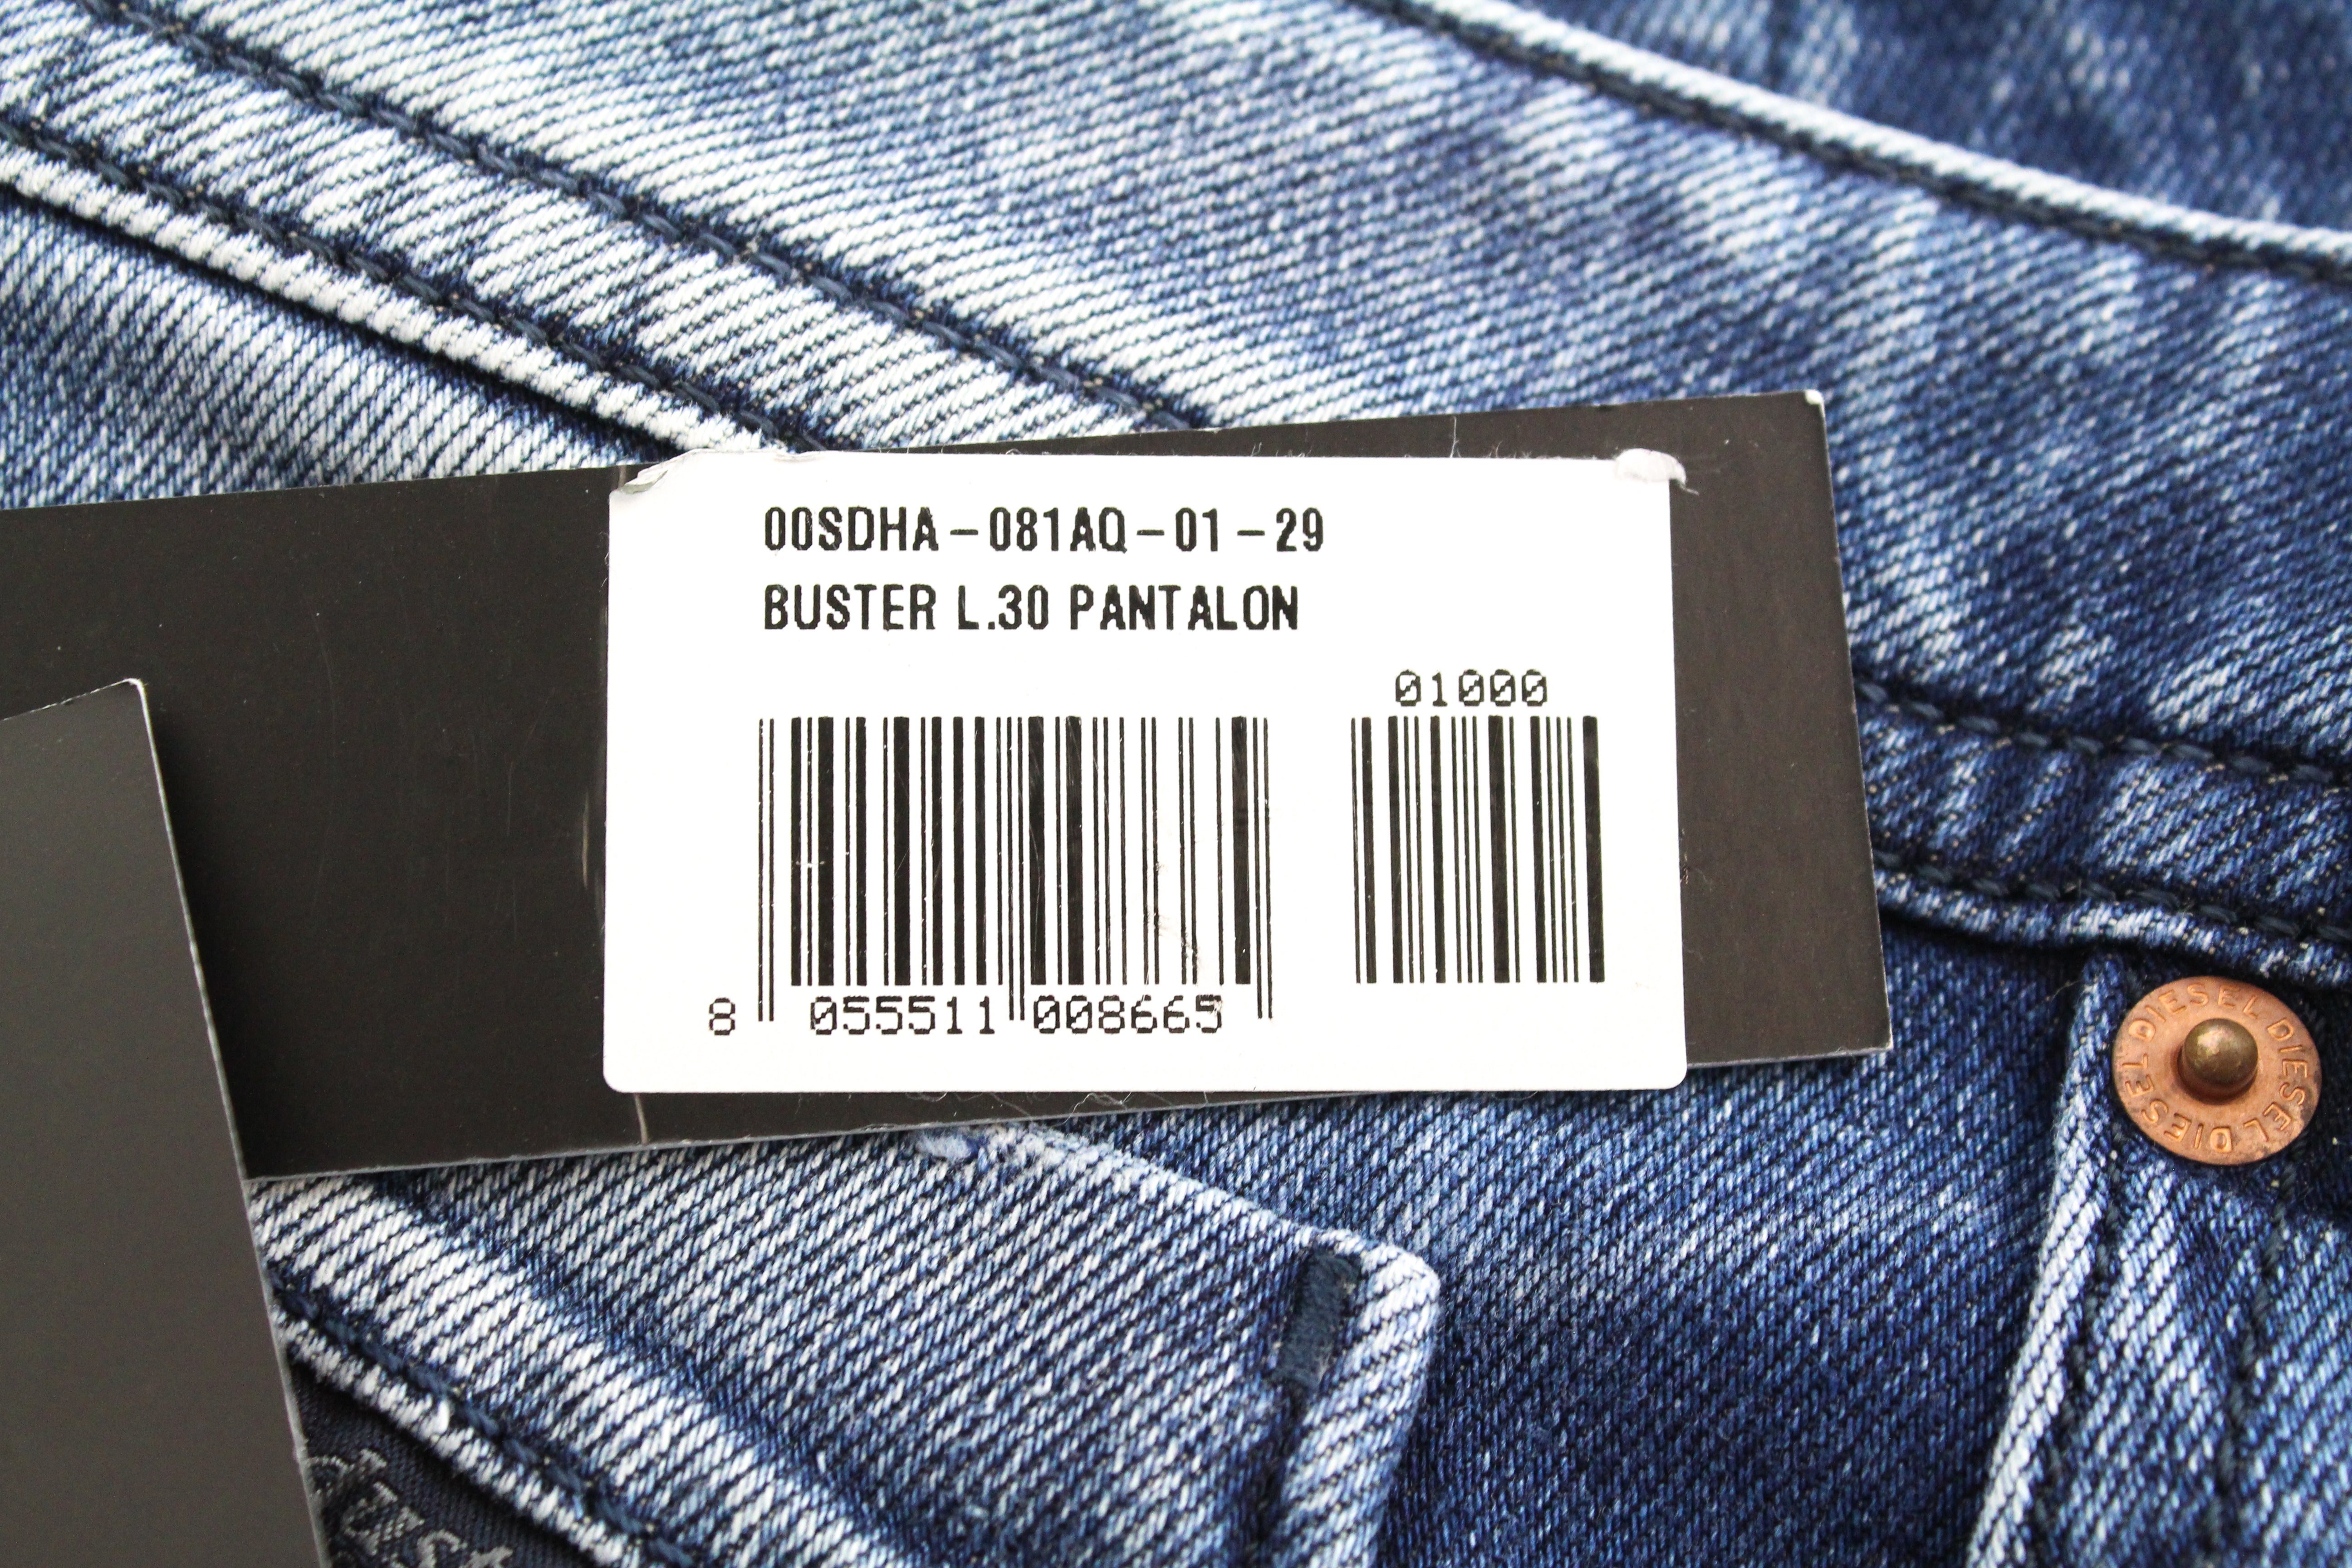 00SDHA-081AQ-01-29
BUSTER L.30 PANTALON
01000
8 055511 008665
DIESEL DIESEL DIESEL